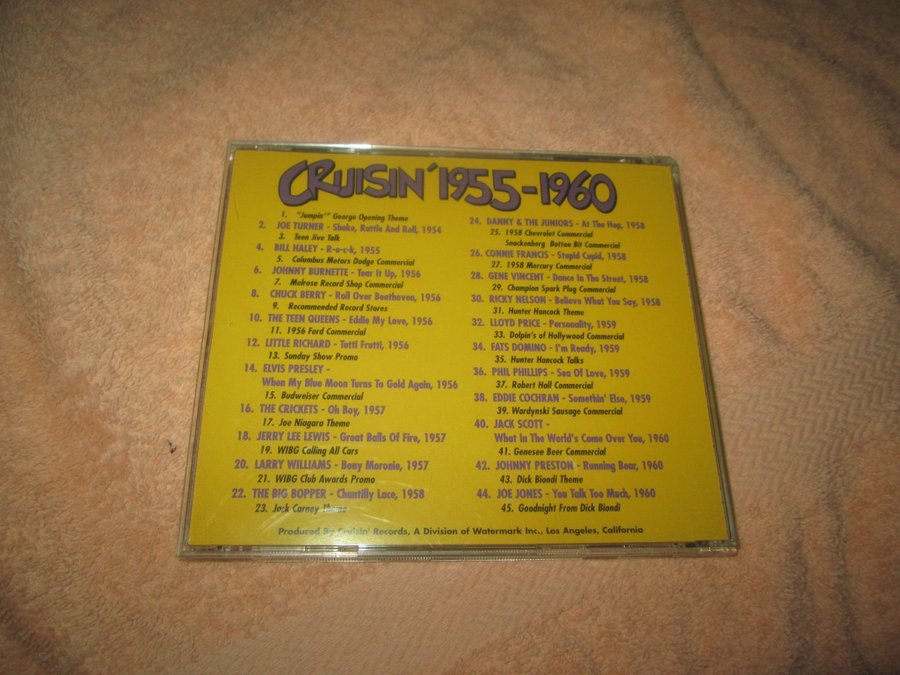 CRUISIN' 1955-1960
1. "Jumpin'" George Opening Theme
2. JOE TURNER - Shake, Rattle And Roll, 1954
3. Teen Jive Talk
4. BILL HALEY - R-o-c-k, 1955
5. Columbus Motors Dodge Commercial
6. JOHNNY BURNETTE - Tear It Up, 1956
7. Melrose Record Shop Commercial
8. CHUCK BERRY - Roll Over Beethoven, 1956
9. Recommended Record Stores
10. THE TEEN QUEENS - Eddie My Love, 1956
11. 1956 Ford Commercial
12. LITTLE RICHARD - Tutti Frutti, 1956
13. Sunday Show Promo
14. ELVIS PRESLEY -
When My Blue Moon Turns To Gold Again, 1956
15. Budweiser Commercial
16. THE CRICKETS - Oh Boy, 1957
17. Joe Niagara Theme
18. JERRY LEE LEWIS - Great Balls Of Fire, 1957
19. WIBG Calling All Cars
20. LARRY WILLIAMS - Bony Moronie, 1957
21. WIBG Club Awards Promo
22. THE BIG BOPPER - Chantilly Lace, 1958
23. Jack Carney Theme
24. DANNY & THE JUNIORS - At The Hop, 1958
25. 1958 Chevrolet Commercial
Snockenberg Button Bit Commercial
26. CONNIE FRANCIS - Stupid Cupid, 1958
27. 1958 Mercury Commercial
28. GENE VINCENT - Dance In The Street, 1958
29. Champion Spark Plug Commercial
30. RICKY NELSON - Believe What You Say, 1958
31. Hunter Hancock Theme
32. LLOYD PRICE - Personality, 1959
33. Dolpin's of Hollywood Commercial
34. FATS DOMINO - I'm Ready, 1959
35. Hunter Hancock Talks
36. PHIL PHILLIPS - Sea Of Love, 1959
37. Robert Hall Commercial
38. EDDIE COCHRAN - Somethin' Else, 1959
39. Wardynski Sausage Commercial
40. JACK SCOTT -
What In The World's Come Over You, 1960
41. Genesee Beer Commercial
42. JOHNNY PRESTON - Running Bear, 1960
43. Dick Biondi Theme
44. JOE JONES - You Talk Too Much, 1960
45. Goodnight From Dick Biondi
Produced By Cruisin' Records, A Division of Watermark Inc., Los Angeles, California